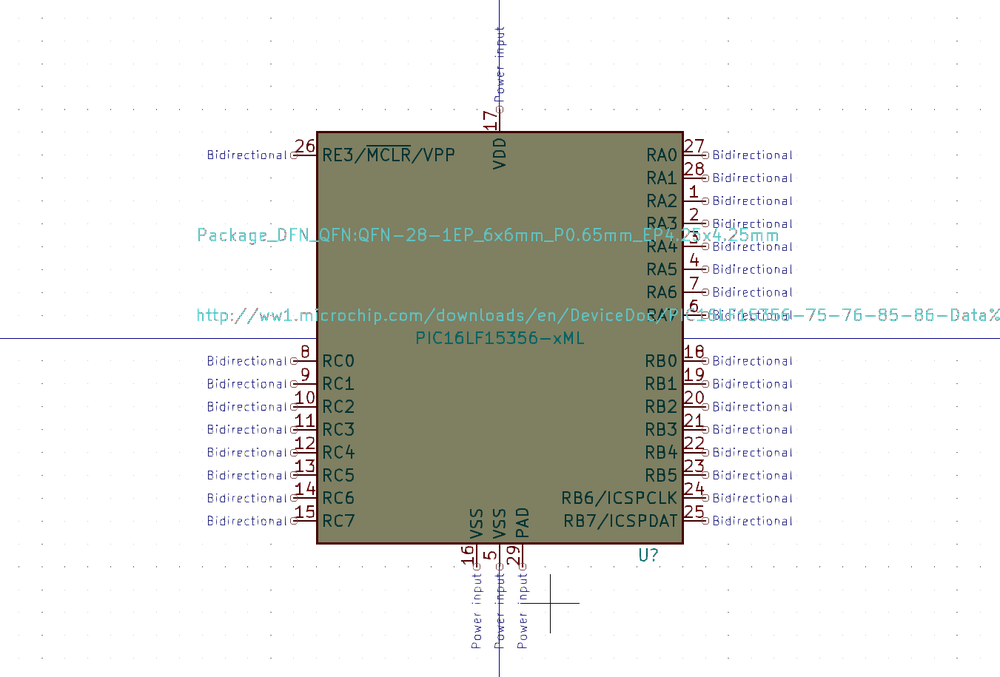 Power input
17
VDD
26
Bidirectional RE3/MCLR/VPP
RA0 27 Bidirectional
RA1 28 Bidirectional
RA2 1 Bidirectional
RA3 2 Bidirectional
Package_DFN_QFN:QFN-28-1EP_6x6mm_P0.65mm_EP4.25x4.25mm
RA4 3 Bidirectional
RA5 4 Bidirectional
RA6 7 Bidirectional
RA7 6 Bidirectional
http://ww1.microchip.com/downloads/en/DeviceDoc/PIC16LF15356-75-76-85-86-Data%
PIC16LF15356-xML
Bidirectional 8 RC0 RB0 18 Bidirectional
Bidirectional 9 RC1 RB1 19 Bidirectional
Bidirectional 10 RC2 RB2 20 Bidirectional
Bidirectional 11 RC3 RB3 21 Bidirectional
Bidirectional 12 RC4 RB4 22 Bidirectional
Bidirectional 13 RC5 RB5 23 Bidirectional
Bidirectional 14 RC6 RB6/ICSPCLK 24 Bidirectional
Bidirectional 15 RC7 RB7/ICSPDAT 25 Bidirectional
VSS VSS PAD
16 5 29
U?
Power input Power input Power input